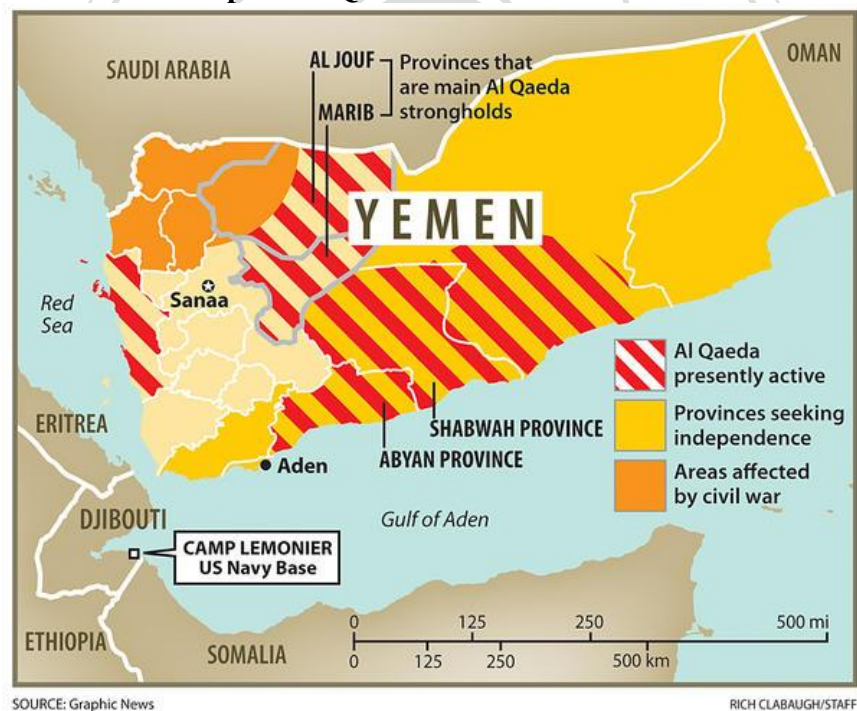 SAUDI ARABIA
OMAN
AL JOUF
MARIB
Provinces that
are main Al Qaeda
strongholds
YEMEN
Sanaa
Red
Sea
Al Qaeda
presently active
Provinces seeking
independence
Areas affected
by civil war
ERITREA
SHABWAH PROVINCE
ABYAN PROVINCE
Aden
Gulf of Aden
DJIBOUTI
CAMP LEMONIER
US Navy Base
ETHIOPIA
SOMALIA
0 125 250 500 mi
0 125 250 500 km
SOURCE: Graphic News
RICH CLABAUGH/STAFF